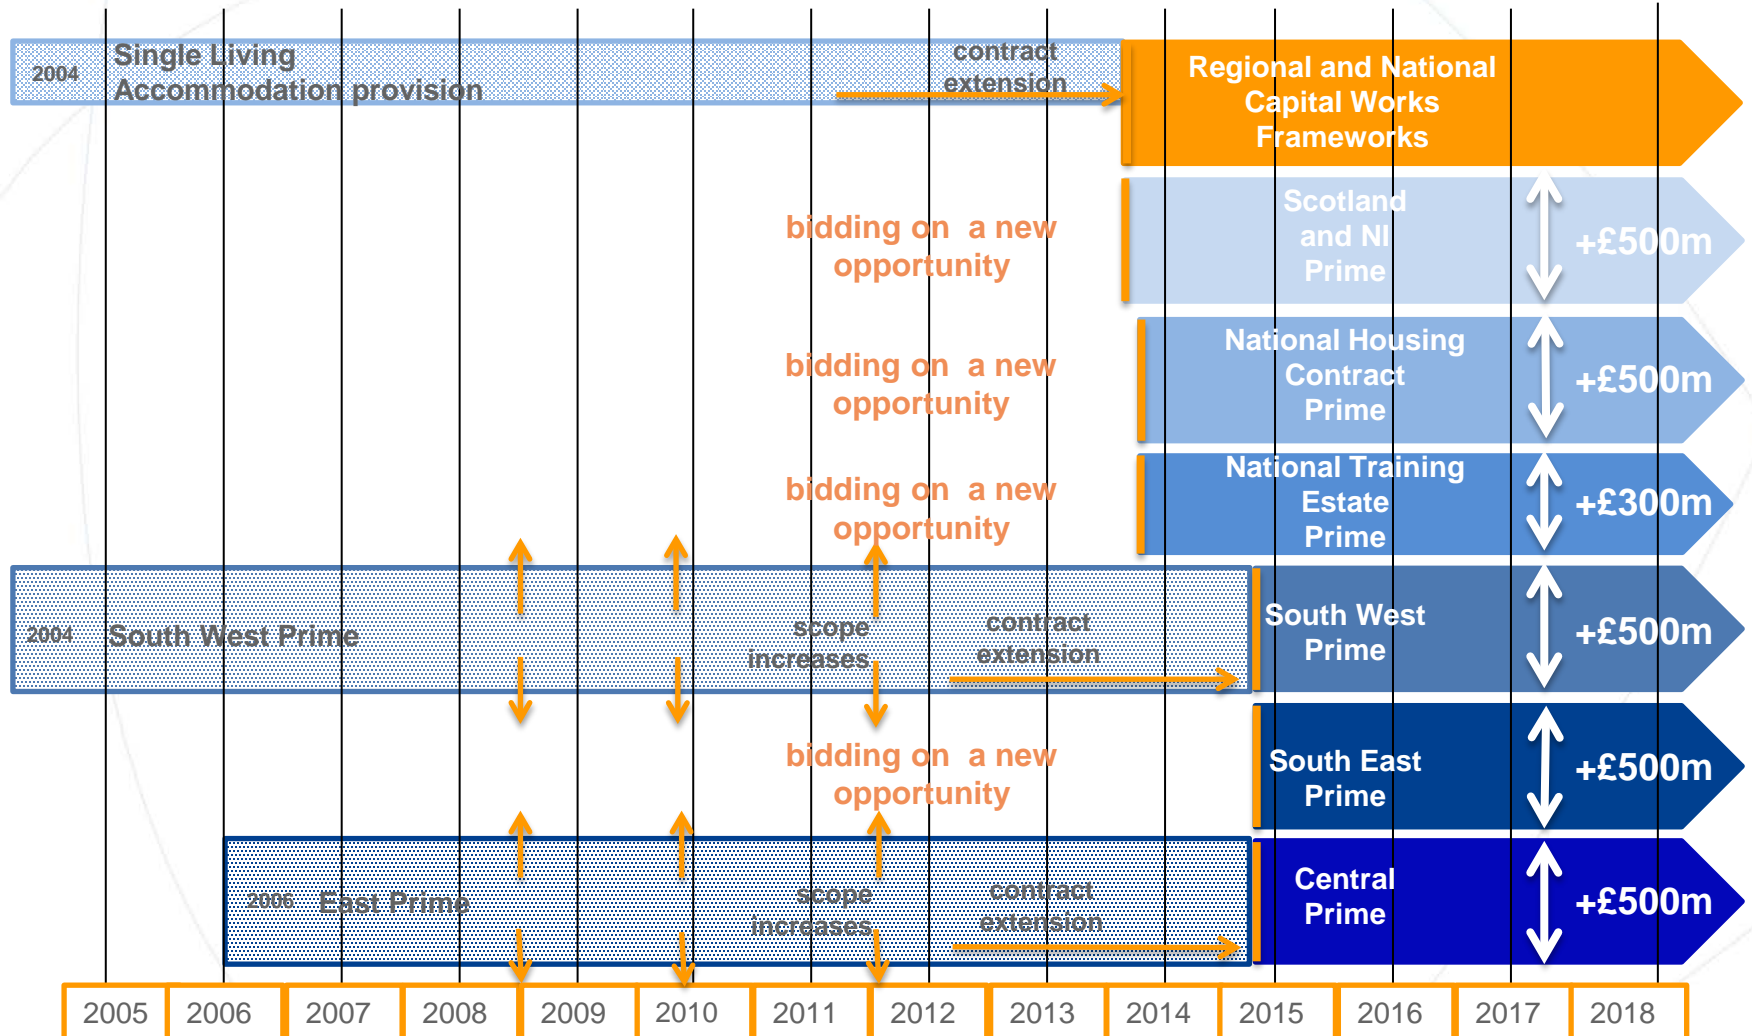 2004
Single Living
Accommodation provision
contract
extension
Regional and National
Capital Works
Frameworks
bidding on a new
opportunity
Scotland
and NI
Prime
+£500m
bidding on a new
opportunity
National Housing
Contract
Prime
+£500m
bidding on a new
opportunity
National Training
Estate
Prime
+£300m
2004
South West Prime
scope
increases
contract
extension
South West
Prime
+£500m
bidding on a new
opportunity
South East
Prime
+£500m
2006
East Prime
scope
increases
contract
extension
Central
Prime
+£500m
2005 2006 2007 2008 2009 2010 2011 2012 2013 2014 2015 2016 2017 2018